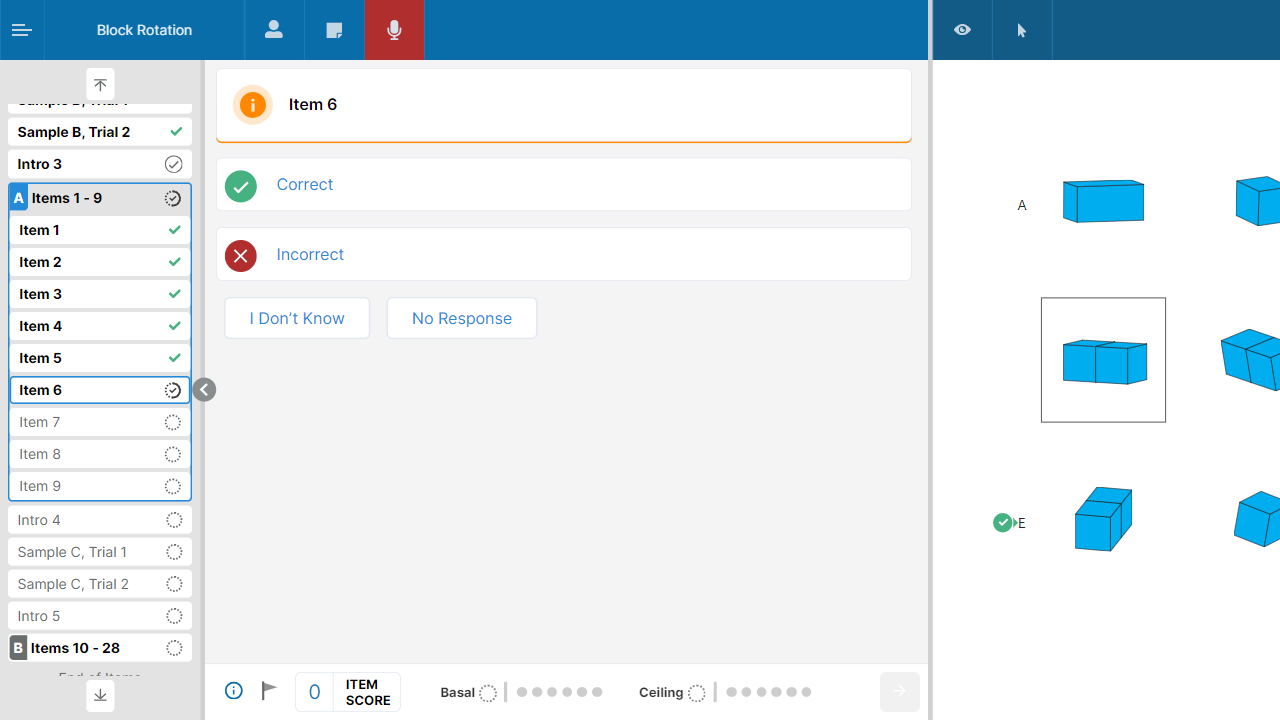 Block Rotation
Sample B, Trial 2
Intro 3
A Items 1 - 9
Item 1
Item 2
Item 3
Item 4
Item 5
Item 6
Item 7
Item 8
Item 9
Intro 4
Sample C, Trial 1
Sample C, Trial 2
Intro 5
B Items 10 - 28
End of Items
Item 6
Correct
Incorrect
I Don’t Know
No Response
0 ITEM
SCORE
Basal
Ceiling
A
E